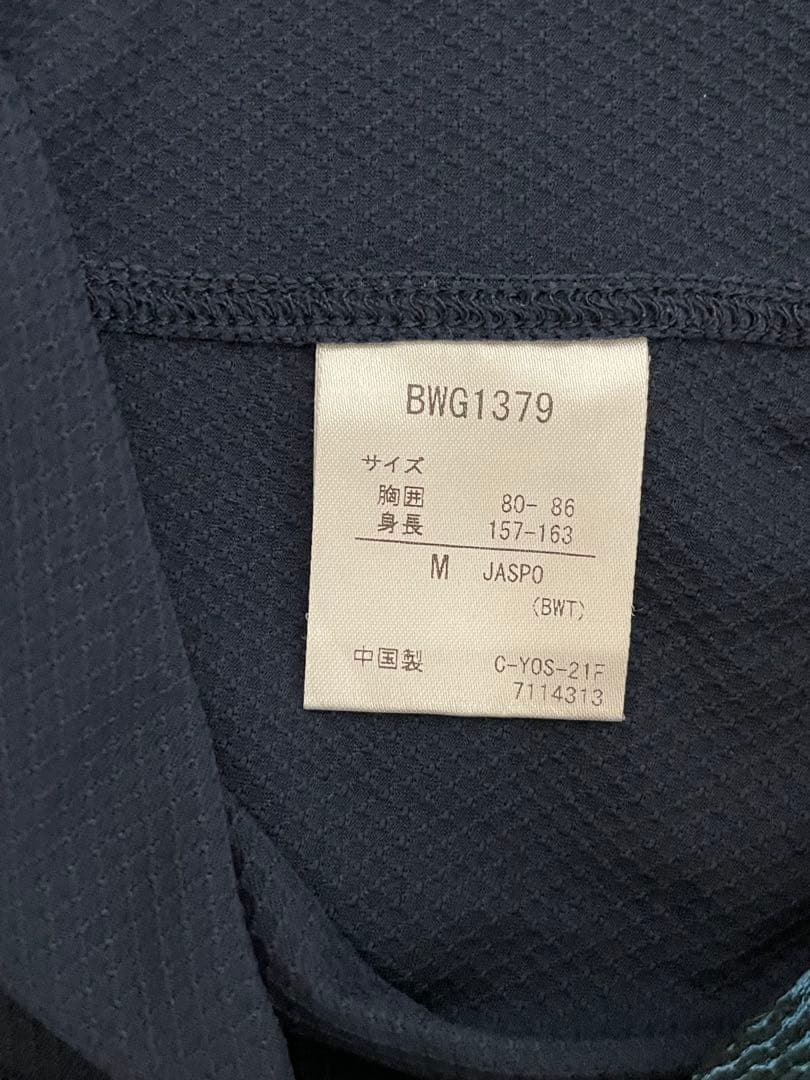 BWG1379
サイズ
胸囲 80- 86
身長 157-163
M JASPO
(BWT)
中国製 C-YOS-21F
7114313